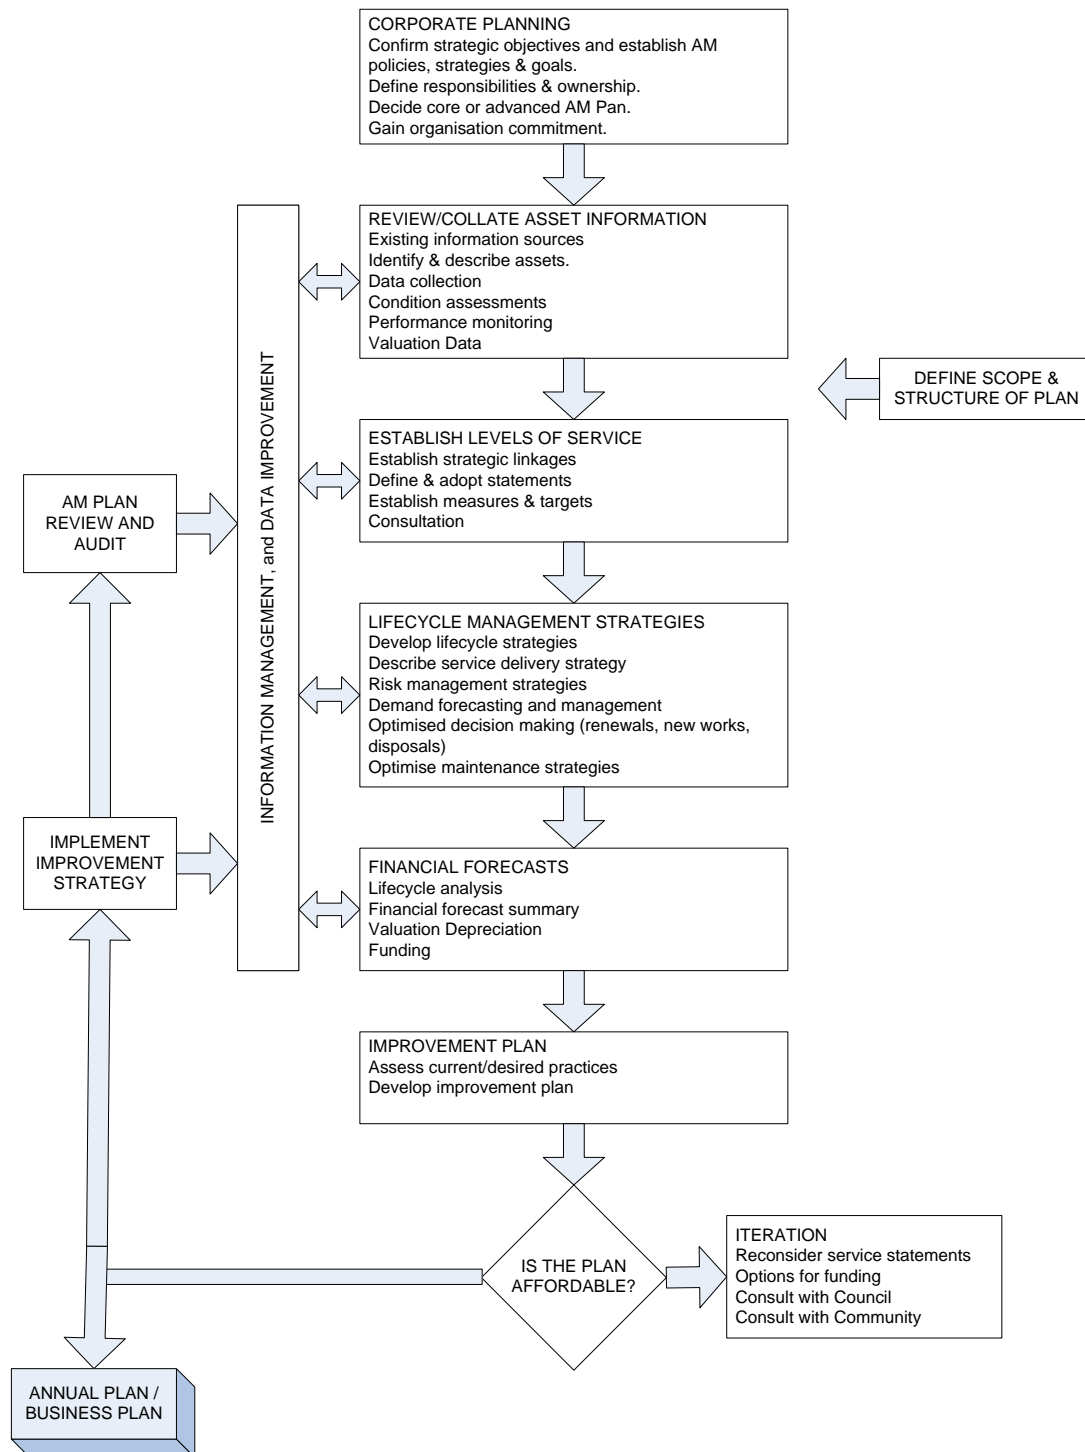 CORPORATE PLANNING
Confirm strategic objectives and establish AM
policies, strategies & goals.
Define responsibilities & ownership.
Decide core or advanced AM Pan.
Gain organisation commitment.
REVIEW/COLLATE ASSET INFORMATION
Existing information sources
Identify & describe assets.
Data collection
Condition assessments
Performance monitoring
Valuation Data
DEFINE SCOPE &
STRUCTURE OF PLAN
INFORMATION MANAGEMENT, and DATA IMPROVEMENT
ESTABLISH LEVELS OF SERVICE
Establish strategic linkages
Define & adopt statements
Establish measures & targets
Consultation
AM PLAN
REVIEW AND
AUDIT
LIFECYCLE MANAGEMENT STRATEGIES
Develop lifecycle strategies
Describe service delivery strategy
Risk management strategies
Demand forecasting and management
Optimised decision making (renewals, new works,
disposals)
Optimise maintenance strategies
IMPLEMENT
IMPROVEMENT
STRATEGY
FINANCIAL FORECASTS
Lifecycle analysis
Financial forecast summary
Valuation Depreciation
Funding
IMPROVEMENT PLAN
Assess current/desired practices
Develop improvement plan
IS THE PLAN
AFFORDABLE?
ITERATION
Reconsider service statements
Options for funding
Consult with Council
Consult with Community
ANNUAL PLAN /
BUSINESS PLAN